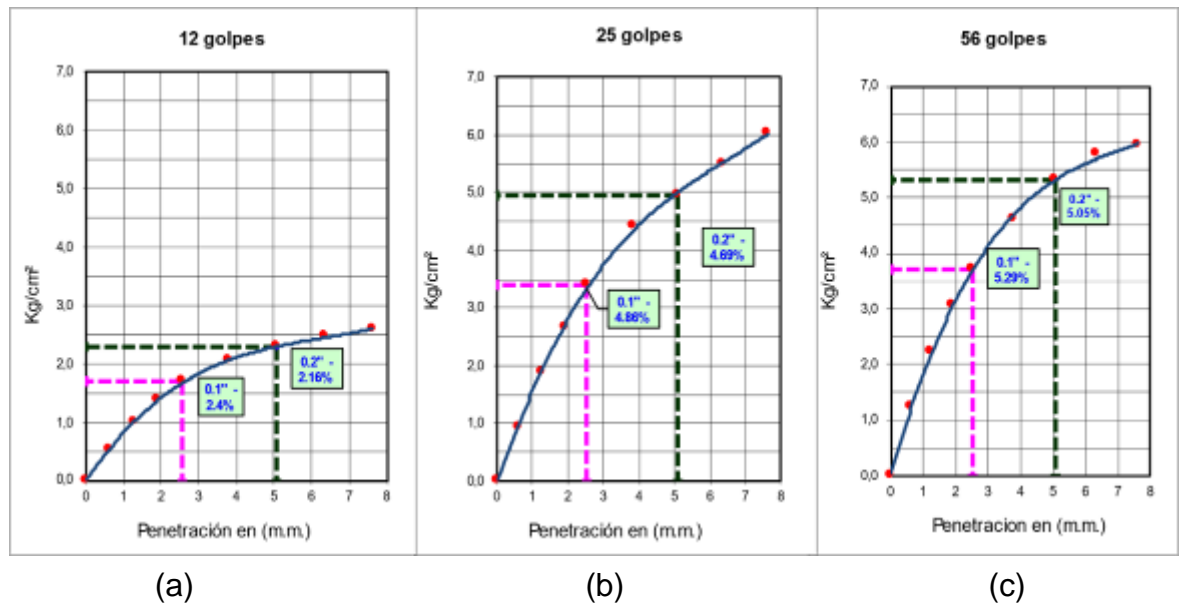 12 golpes
7,0
6,0
5,0
4,0
3,0
2,0
1,0
0,0
Kg/cm²
0.1" -
2.4%
0.2" -
2.16%
0 1 2 3 4 5 6 7 8
Penetración en (m.m.)
(a)
25 golpes
7,0
6,0
5,0
4,0
3,0
2,0
1,0
0,0
Kg/cm²
0.1" -
4.86%
0.2" -
4.69%
0 1 2 3 4 5 6 7 8
Penetración en (m.m.)
(b)
56 golpes
7,0
6,0
5,0
4,0
3,0
2,0
1,0
0,0
Kg/cm²
0.2" -
5.05%
0.1" -
5.29%
0 1 2 3 4 5 6 7 8
Penetracion en (m.m.)
(c)